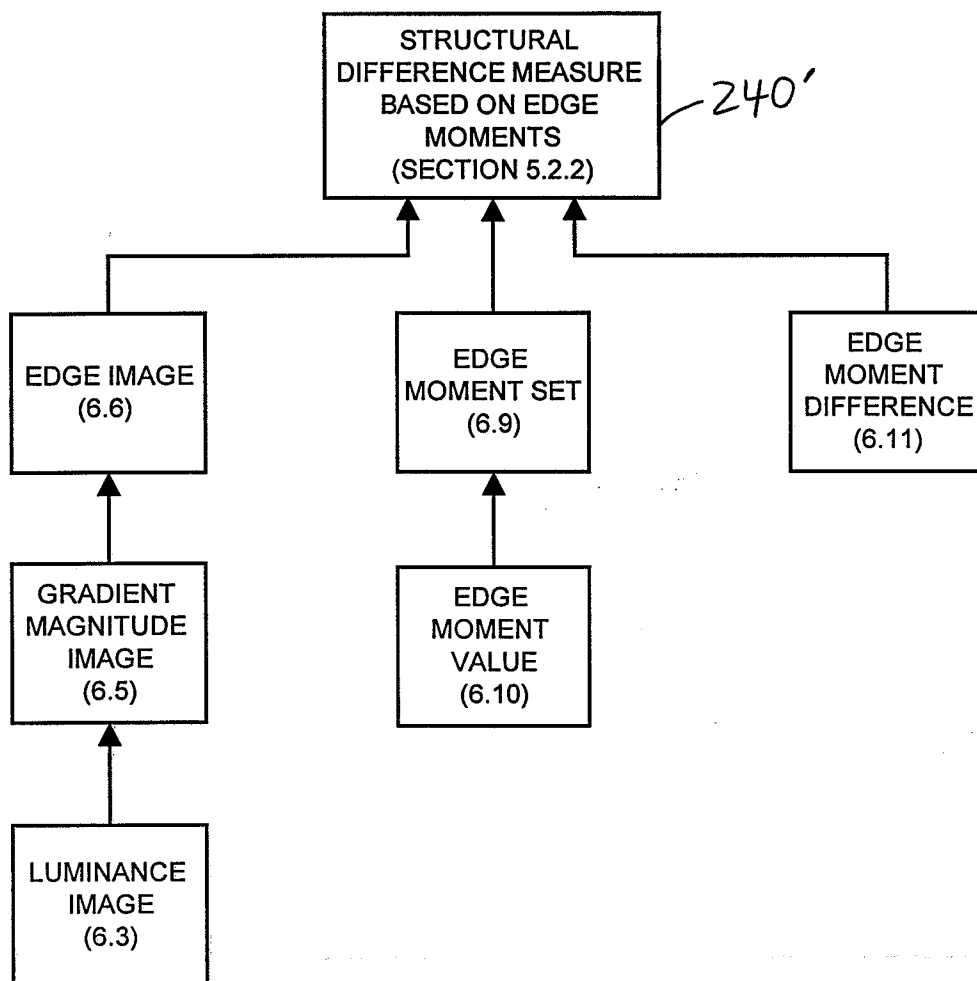 STRUCTURAL
DIFFERENCE MEASURE
BASED ON EDGE
MOMENTS
(SECTION 5.2.2)
240'
EDGE IMAGE
(6.6)
EDGE
MOMENT SET
(6.9)
EDGE
MOMENT
DIFFERENCE
(6.11)
GRADIENT
MAGNITUDE
IMAGE
(6.5)
EDGE
MOMENT
VALUE
(6.10)
LUMINANCE
IMAGE
(6.3)